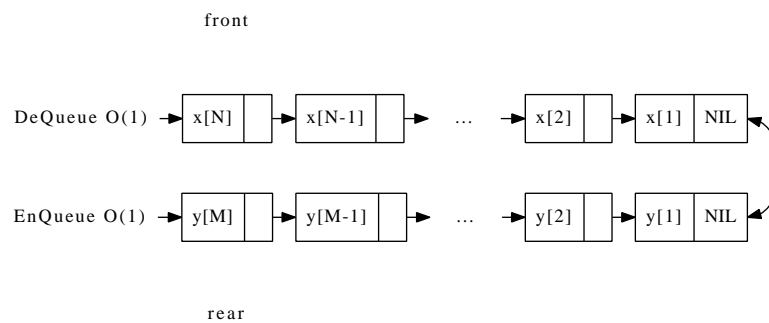 front
DeQueue O(1) x[N] x[N-1] ... x[2] x[1] NIL
EnQueue O(1) y[M] y[M-1] ... y[2] y[1] NIL
rear